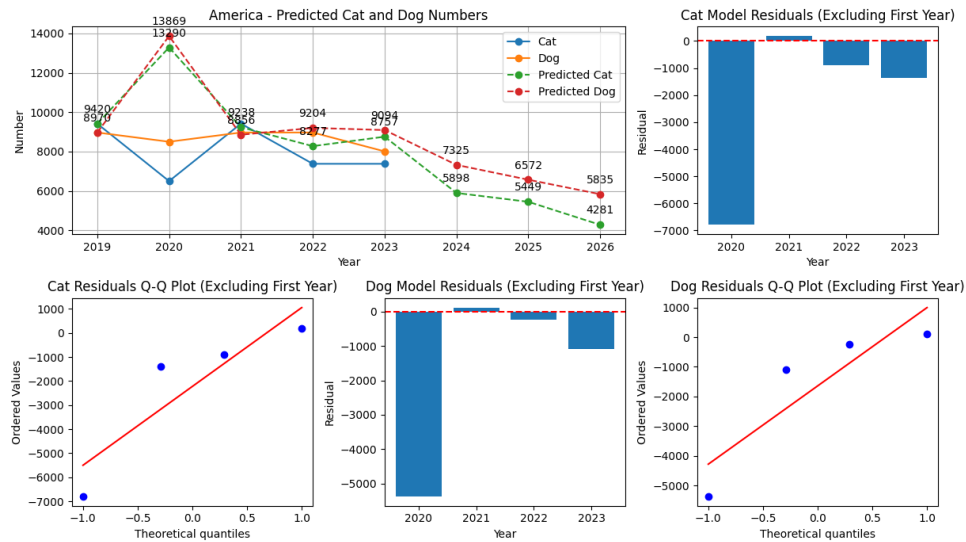 America - Predicted Cat and Dog Numbers
Number
14000
12000
10000
8000
6000
4000
13869
13290
9420
8970
9238
8856
9204
8277
9094
8757
7325
5898
6572
5449
5835
4281
Cat
Dog
Predicted Cat
Predicted Dog
2019 2020 2021 2022 2023 2024 2025 2026
Year
Cat Model Residuals (Excluding First Year)
Residual
0
−1000
−2000
−3000
−4000
−5000
−6000
−7000
2020 2021 2022 2023
Year
Cat Residuals Q-Q Plot (Excluding First Year)
Ordered Values
1000
0
−1000
−2000
−3000
−4000
−5000
−6000
−7000
−1.0 −0.5 0.0 0.5 1.0
Theoretical quantiles
Dog Model Residuals (Excluding First Year)
Residual
0
−1000
−2000
−3000
−4000
−5000
2020 2021 2022 2023
Year
Dog Residuals Q-Q Plot (Excluding First Year)
Ordered Values
1000
0
−1000
−2000
−3000
−4000
−5000
−1.0 −0.5 0.0 0.5 1.0
Theoretical quantiles